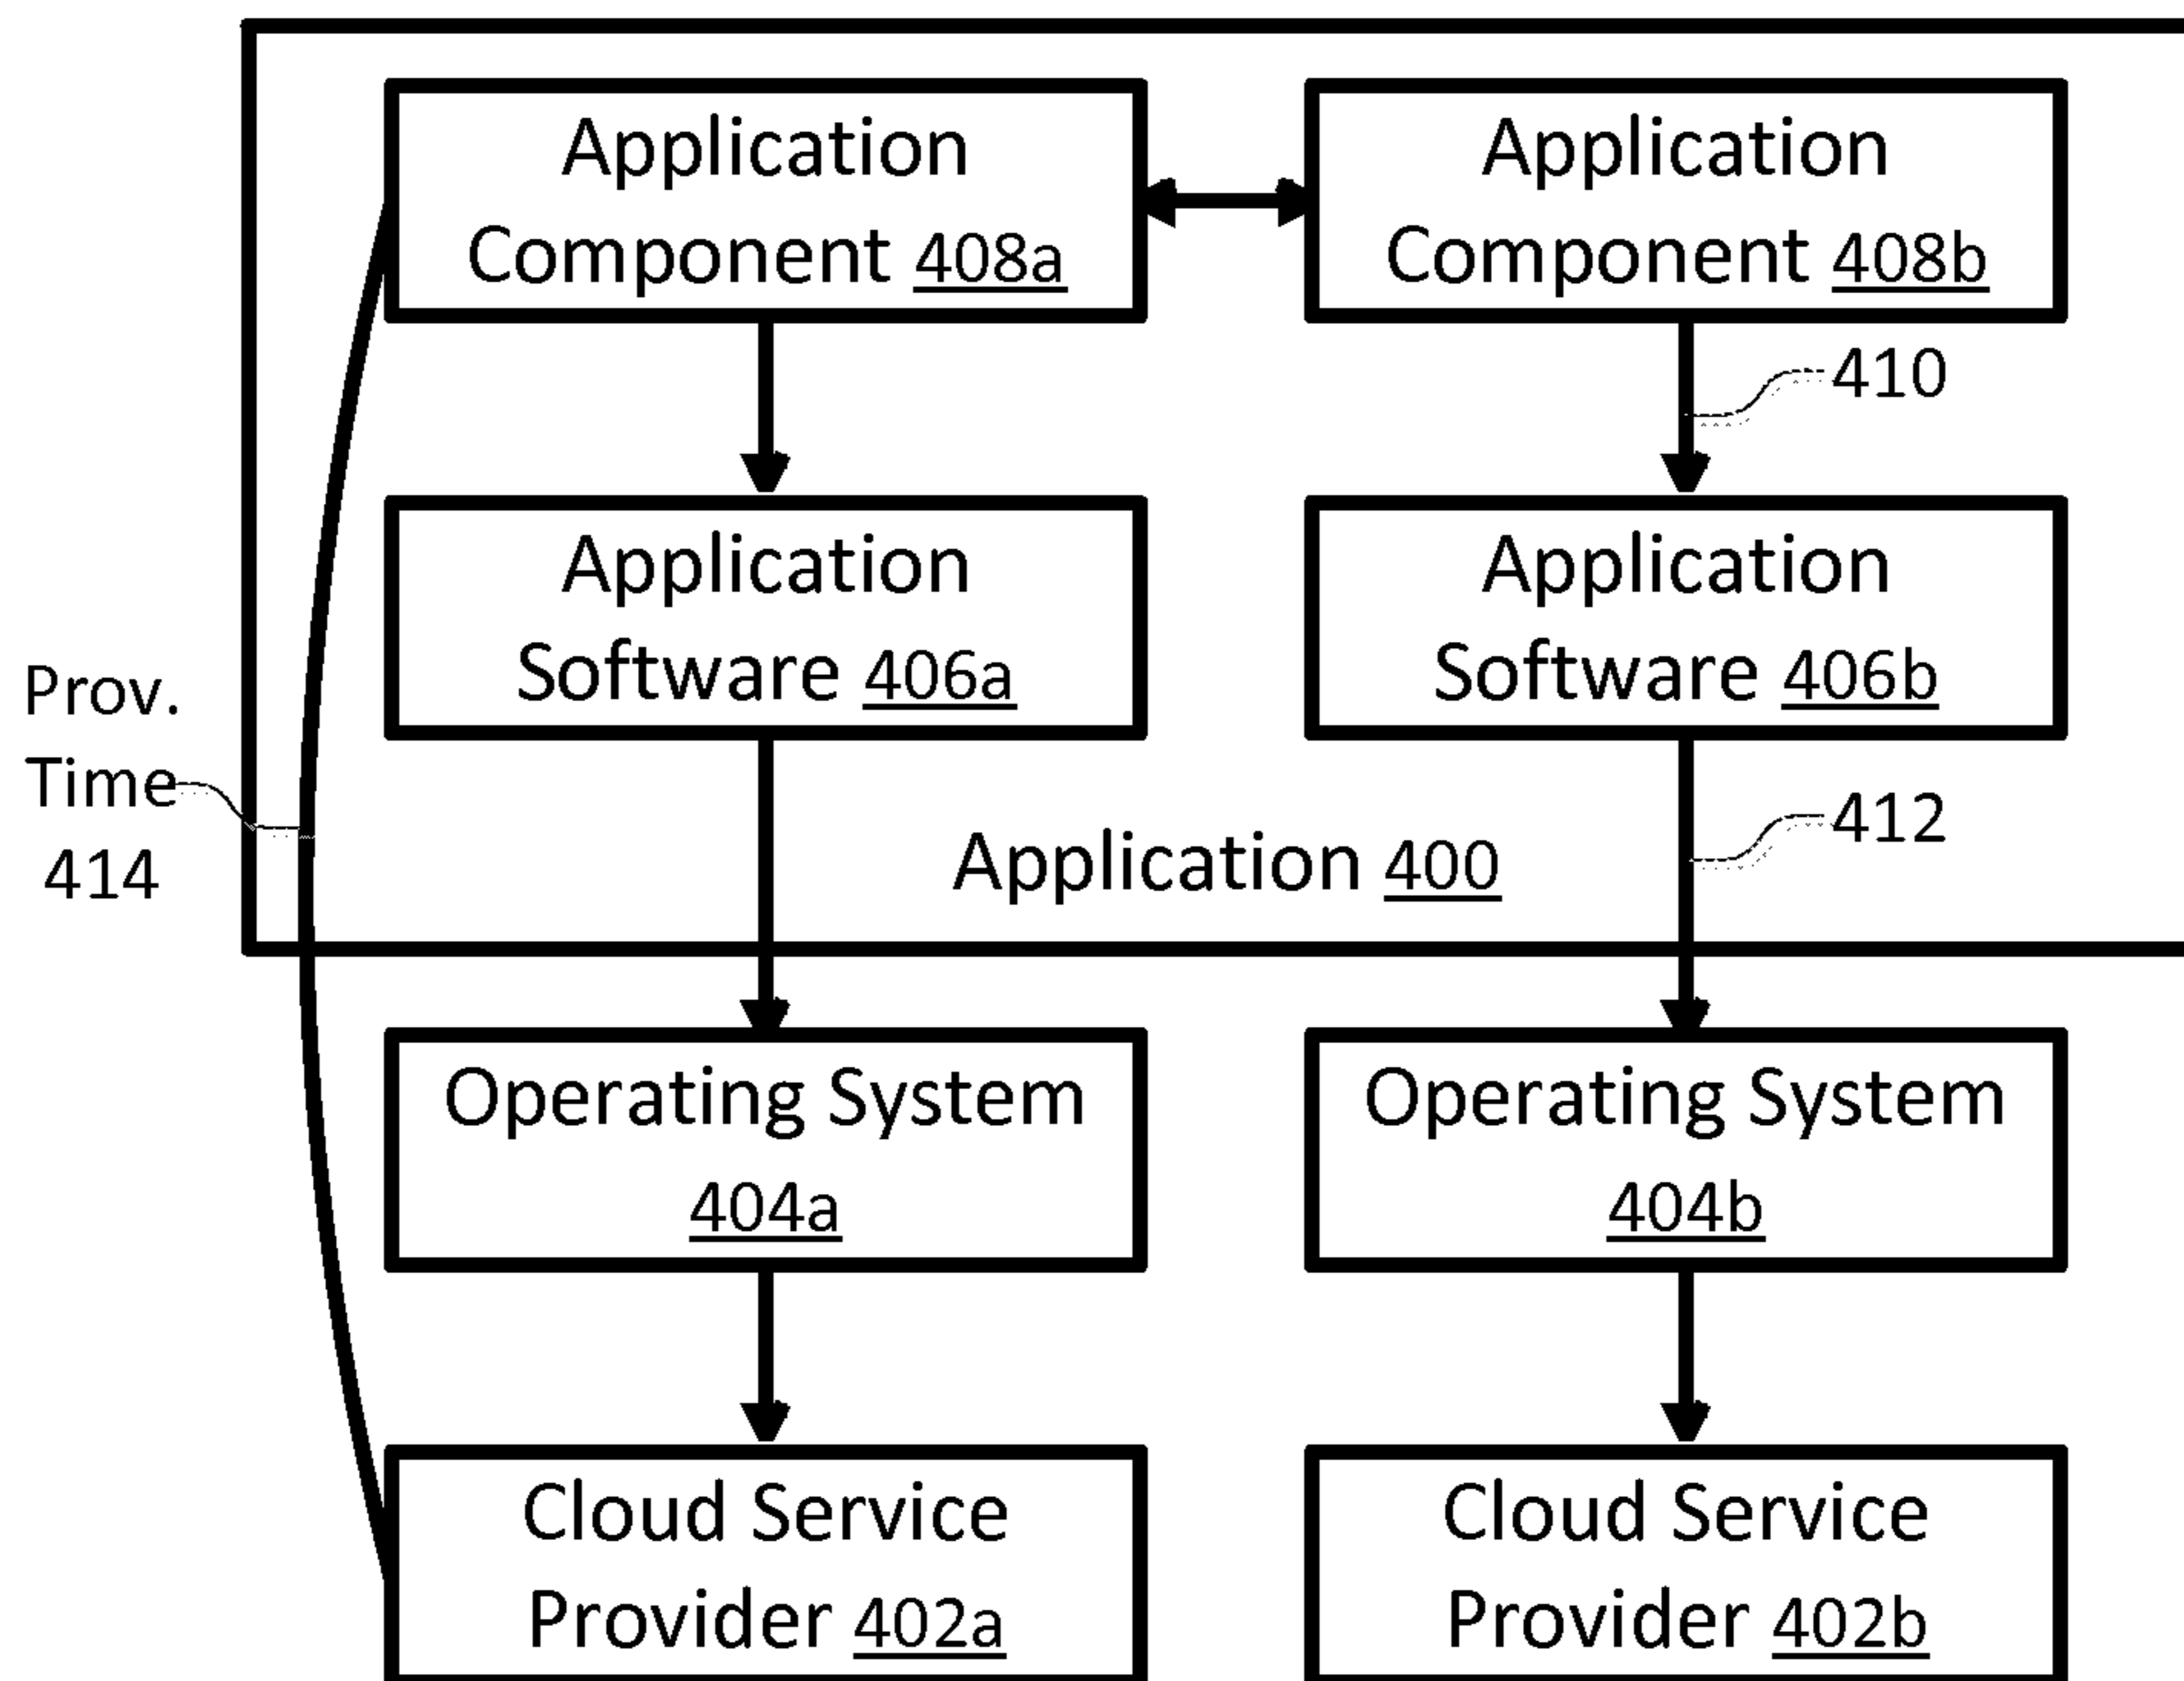 Application
Component 408a
Application
Component 408b
410
Application
Software 406a
Application
Software 406b
Prov.
Time
414
Application 400
412
Operating System
404a
Operating System
404b
Cloud Service
Provider 402a
Cloud Service
Provider 402b